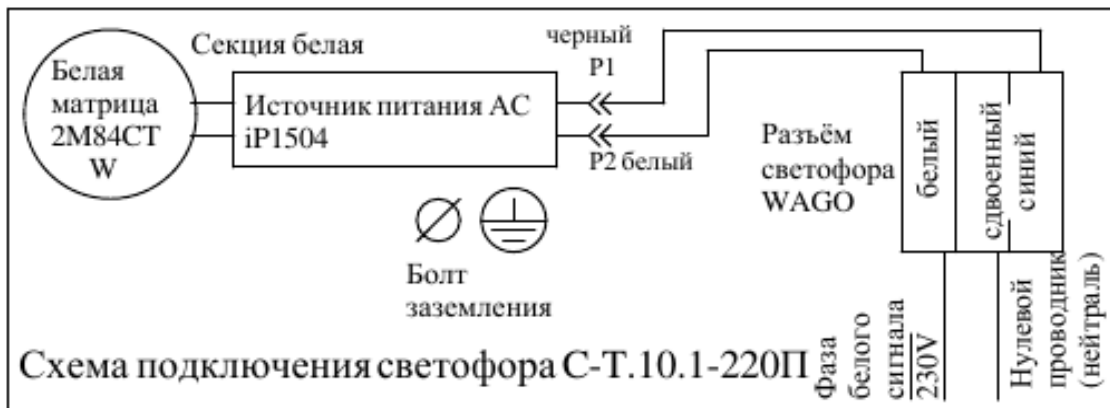 Секция белая
черный
P1
Белая
матрица
2М84СТ
W
Источник питания АС
iP1504
P2 белый
Разъём
светофора
WAGO
белый
сдвоенный
синий
Болт
заземления
Фаза
белого
сигнала
230V
Нулевой
проводник
(нейтраль)
Схема подключения светофора С-Т.10.1-220П